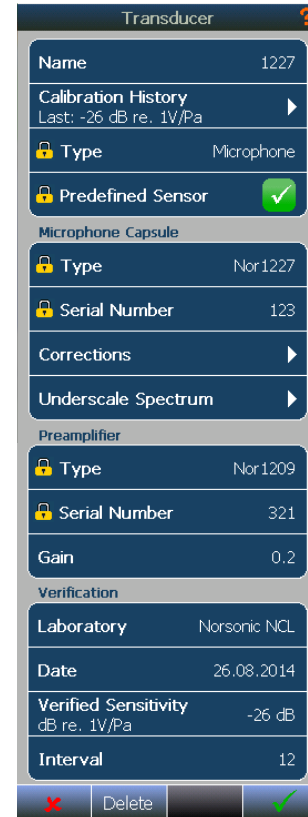 Transducer ?
Name 1227
Calibration History
Last: -26 dB re. 1V/Pa
Type Microphone
Predefined Sensor
Microphone Capsule
Type Nor1227
Serial Number 123
Corrections
Underscale Spectrum
Preamplifier
Type Nor1209
Serial Number 321
Gain 0.2
Verification
Laboratory Norsonic NCL
Date 26.08.2014
Verified Sensitivity -26 dB
dB re. 1V/Pa
Interval 12
Delete